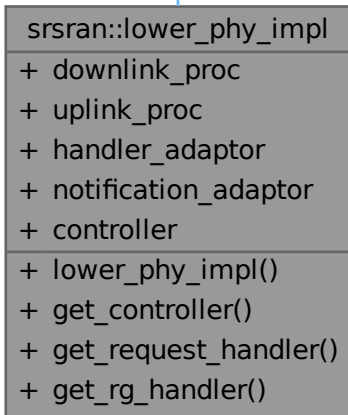 srsran::lower_phy_impl
+ downlink_proc
+ uplink_proc
+ handler_adaptor
+ notification_adaptor
+ controller
+ lower_phy_impl()
+ get_controller()
+ get_request_handler()
+ get_rg_handler()